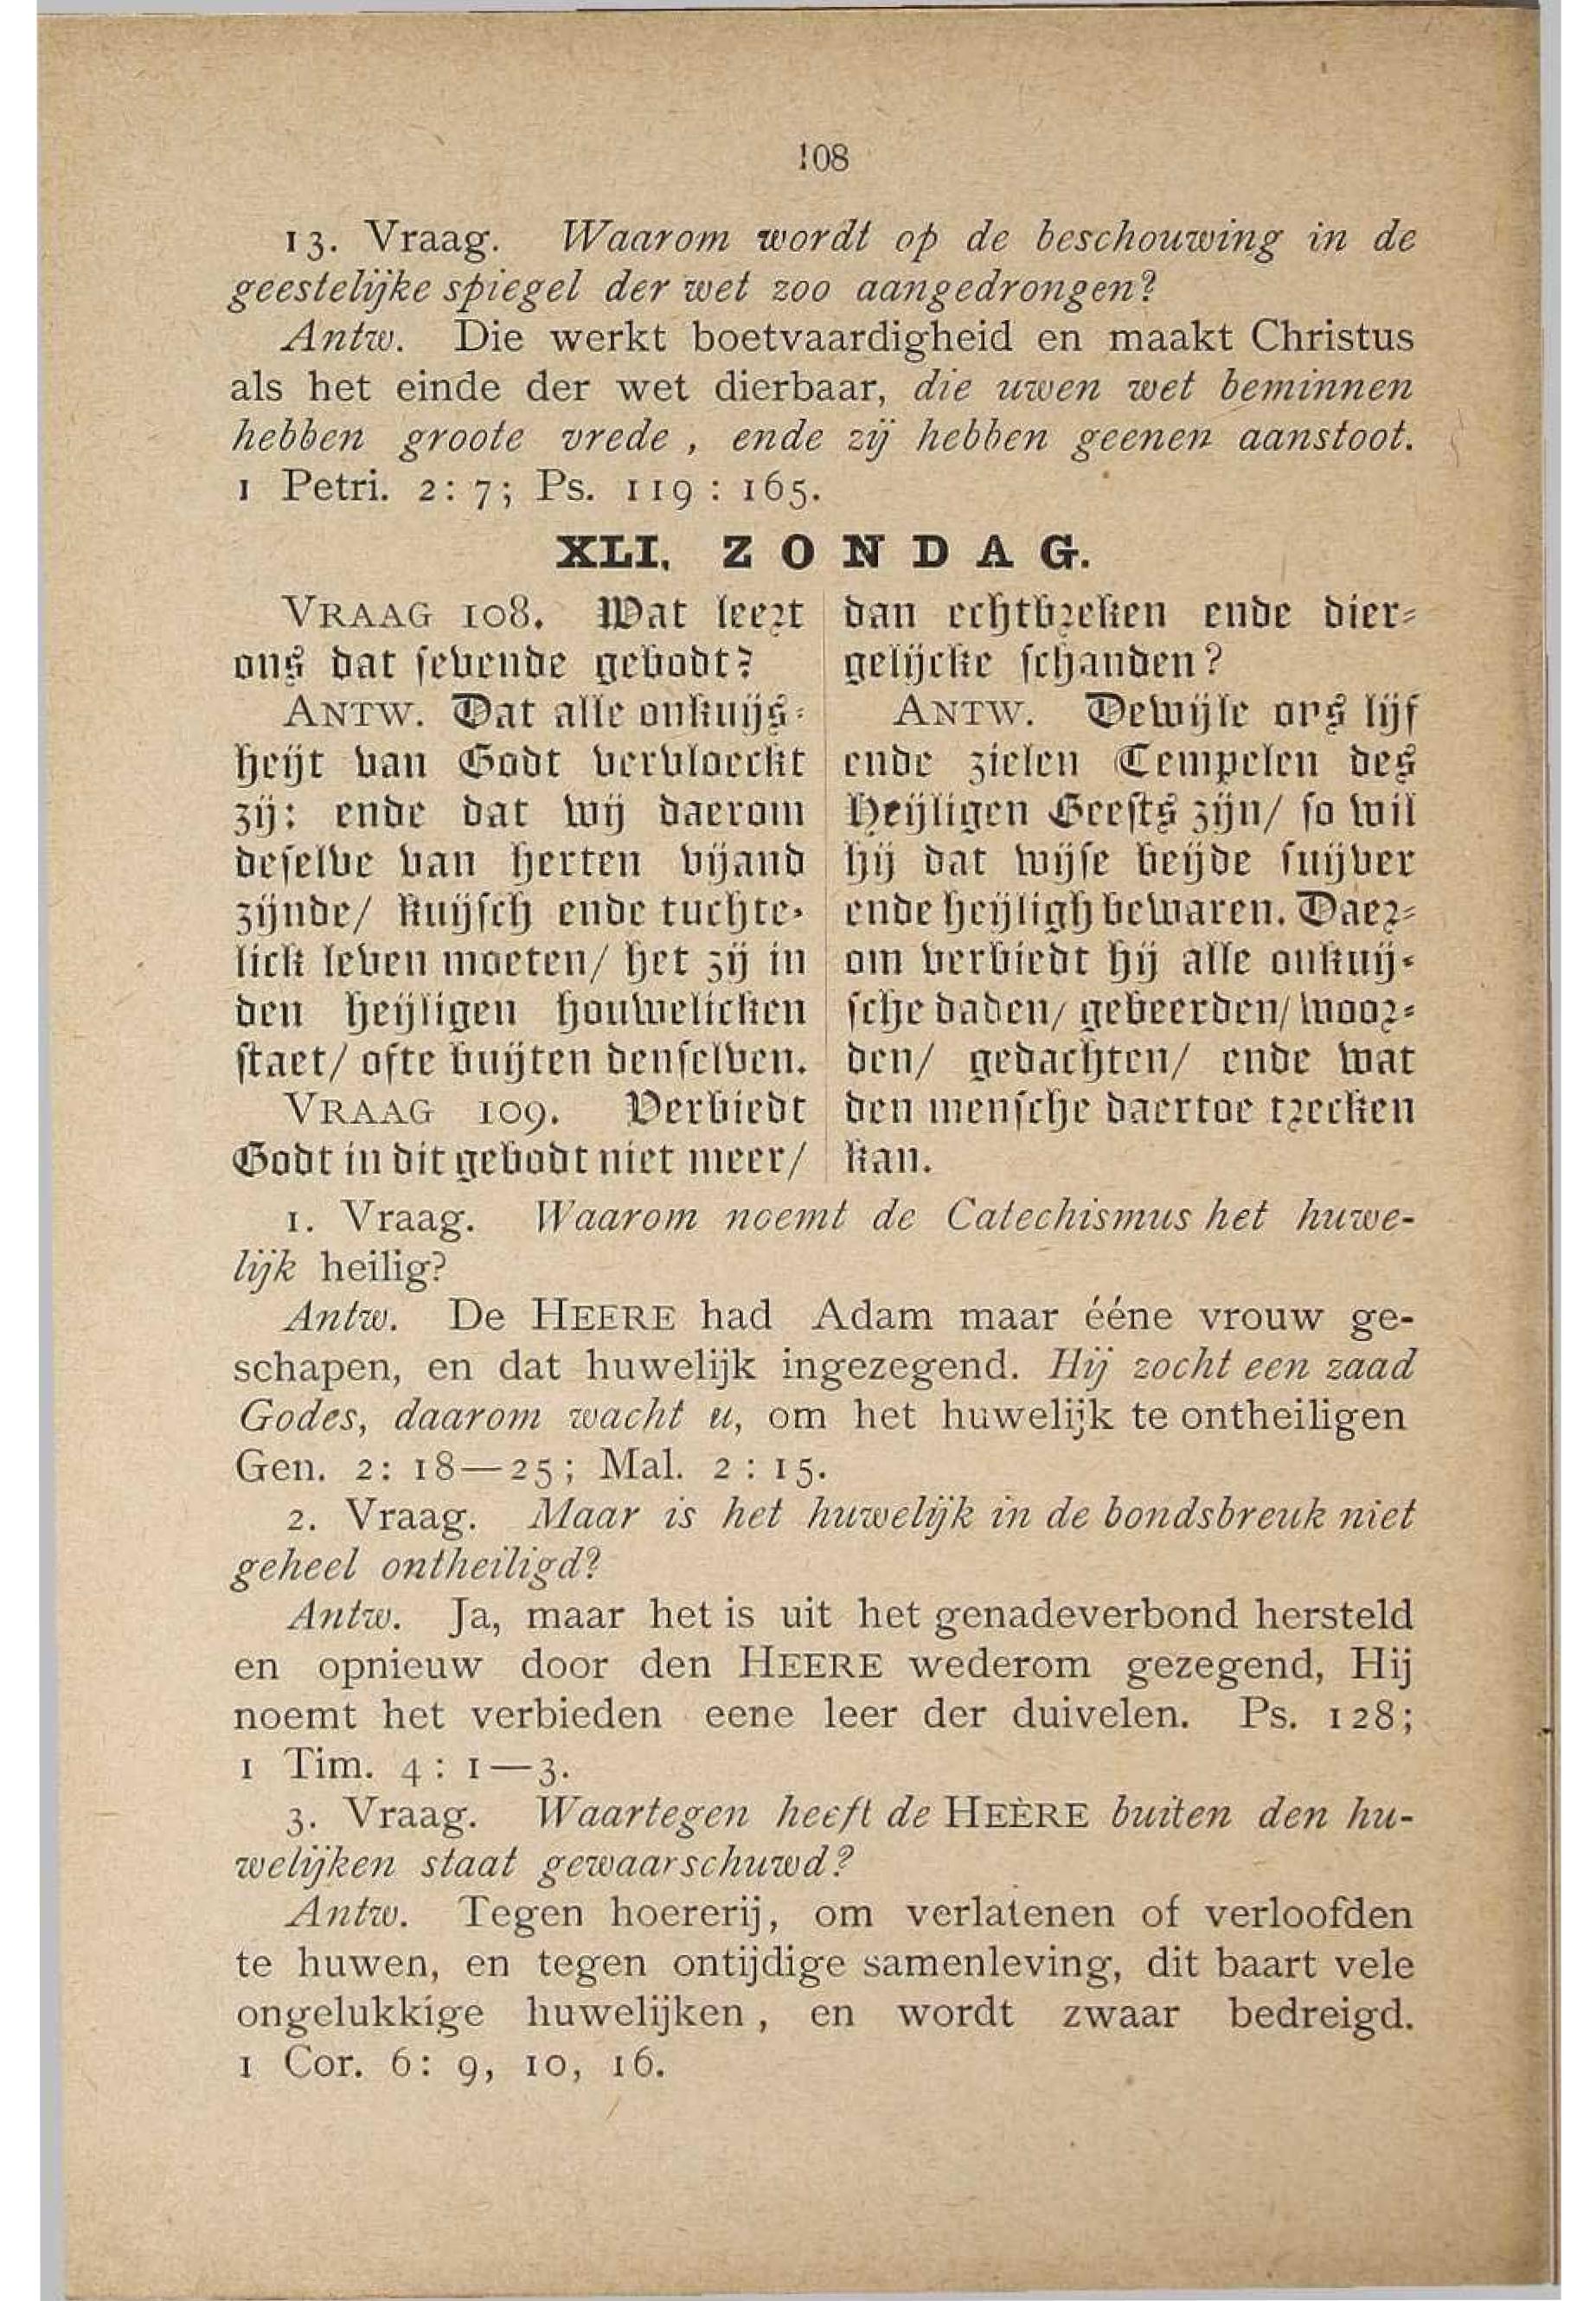 108
13. Vraag. Waarom wordt op de beschouwing in de
geestelijke spiegel der wet zoo aangedrongen?
Antw. Die werkt boetvaardigheid en maakt Christus
als het einde der wet dierbaar, die uwen wet beminnen
hebben groote vrede, ende zij hebben geenen aanstoot.
1 Petri. 2: 7; Ps. 119: 165.
XLI. ZONDAG.
VRAAG 108. Wat leert
ons dat sevende gebodt?
ANTW. Dat alle onkuijs-
heijt van Godt vervloeckt
zij: ende dat wij daerom
deselve van herten vijand
zijnde/ kuijsch ende tuchte-
lick leven moeten/ het zij in
den heijligen houwelicken
staet/ ofte buijten denselven.
VRAAG 109. Verbiedt
Godt in dit gebodt niet meer/
dan echtbreken ende dier-
gelijcke schanden?
ANTW. Dewijle ons lijf
ende zielen Tempelen des
Heijligen Geests zijn/ so wil
hij dat wijse beijde suijver
ende heijligh bewaren. Daer-
om verbiedt hij alle onkuij-
sche daden/ gebeerden/ woor-
den/ gedachten/ ende wat
den mensche daertoe trecken
kan.
1. Vraag. Waarom noemt de Catechismus het huwe-
lijk heilig?
Antw. De HEERE had Adam maar ééne vrouw ge-
schapen, en dat huwelijk ingezegend. Hij zocht een zaad
Godes, daarom wacht u, om het huwelijk te ontheiligen
Gen. 2: 18—25; Mal. 2: 15.
2. Vraag. Maar is het huwelijk in de bondsbreuk niet
geheel ontheiligd?
Antw. Ja, maar het is uit het genadeverbond hersteld
en opnieuw door den HEERE wederom gezegend, Hij
noemt het verbieden eene leer der duivelen. Ps. 128;
1 Tim. 4: 1—3.
3. Vraag. Waartegen heeft de HEERE buiten den hu-
welijken staat gewaarschuwd?
Antw. Tegen hoererij, om verlatenen of verloofden
te huwen, en tegen ontijdige samenleving, dit baart vele
ongelukkige huwelijken, en wordt zwaar bedreigd.
1 Cor. 6: 9, 10, 16.